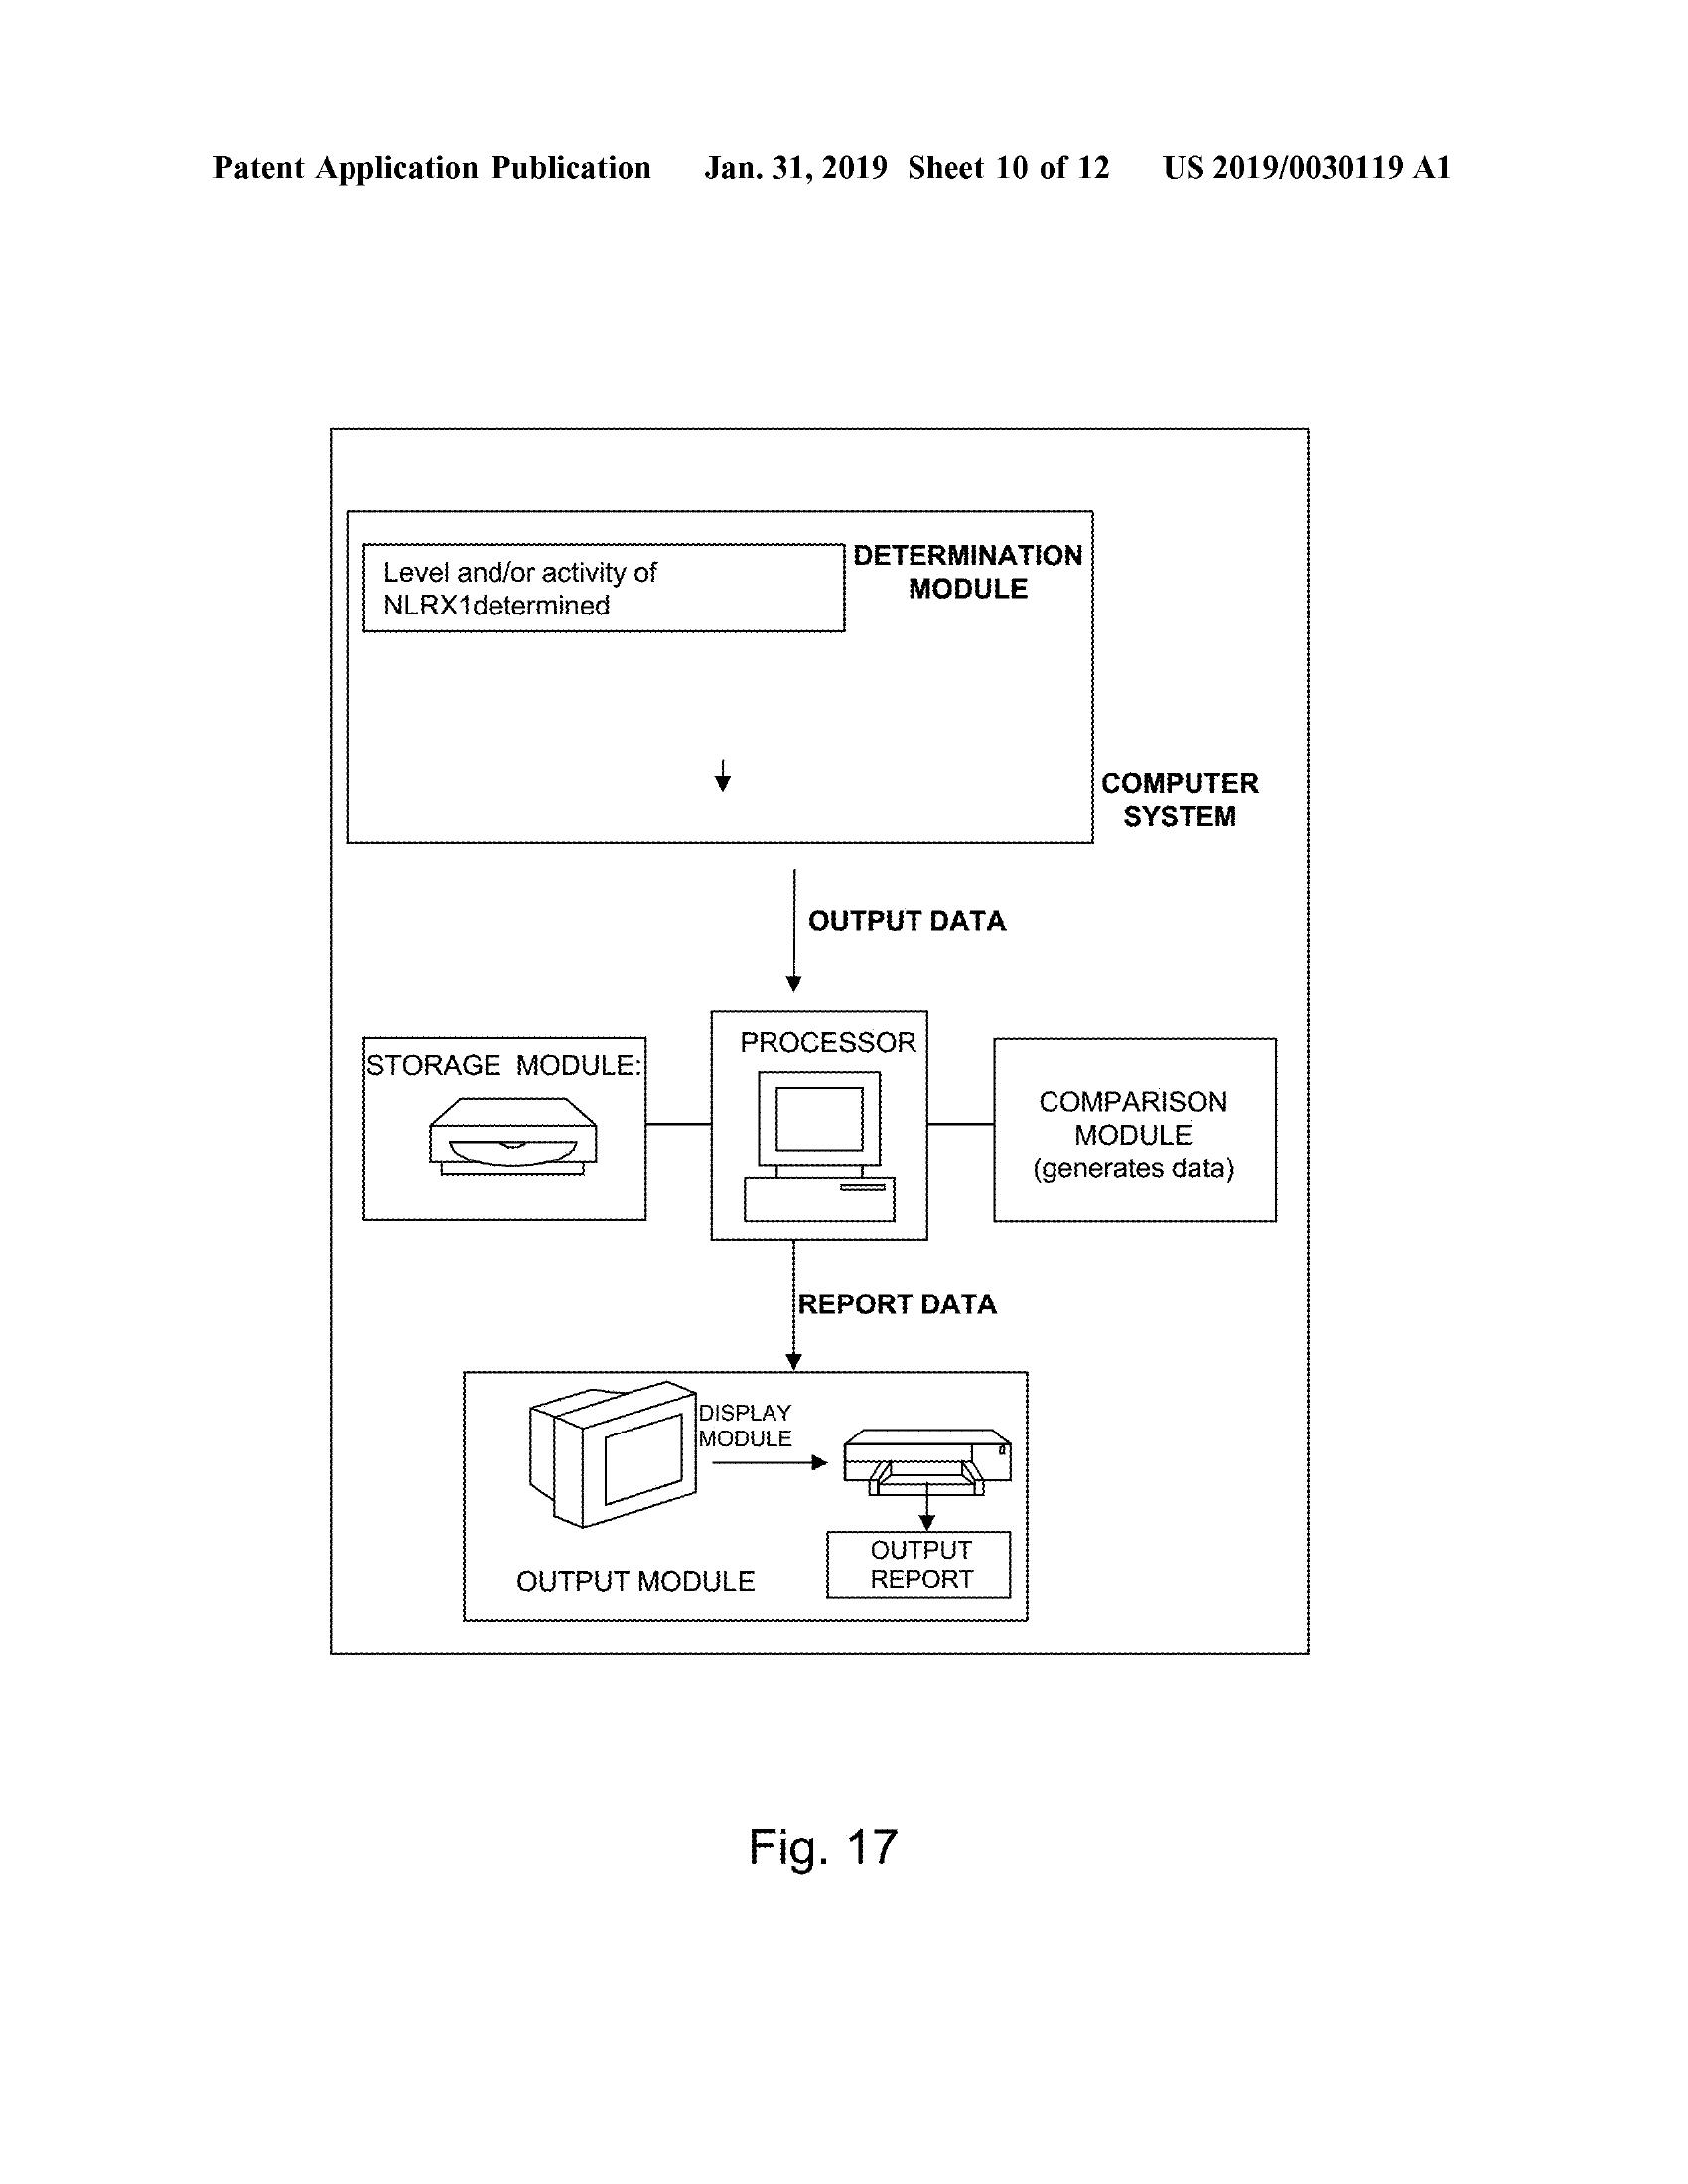 Patent Application Publication Jan. 31, 2019 Sheet 10 of 12 US 2019/0030119 A1
Level and/or activity of
NLRX1determined
DETERMINATION
MODULE
COMPUTER
SYSTEM
OUTPUT DATA
STORAGE MODULE:
PROCESSOR
COMPARISON
MODULE
(generates data)
REPORT DATA
DISPLAY
MODULE
OUTPUT MODULE
OUTPUT
REPORT
Fig. 17